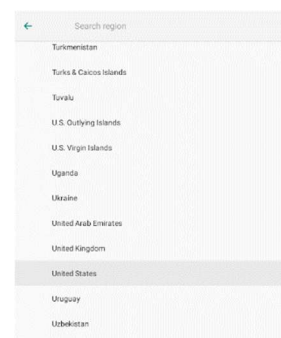 Search region
Turkmenistan
Turks & Caicos Islands
Tuvalu
U.S. Outlying Islands
U.S. Virgin Islands
Uganda
Ukraine
United Arab Emirates
United Kingdom
United States
Uruguay
Uzbekistan